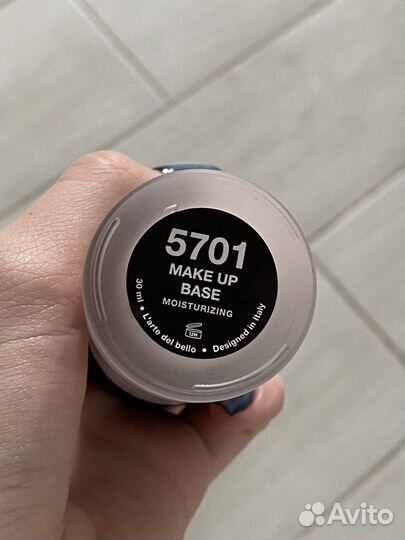 5701
MAKE UP
BASE
MOISTURIZING
12M
30 ml • L'arte del bello • Designed in Italy
Avito